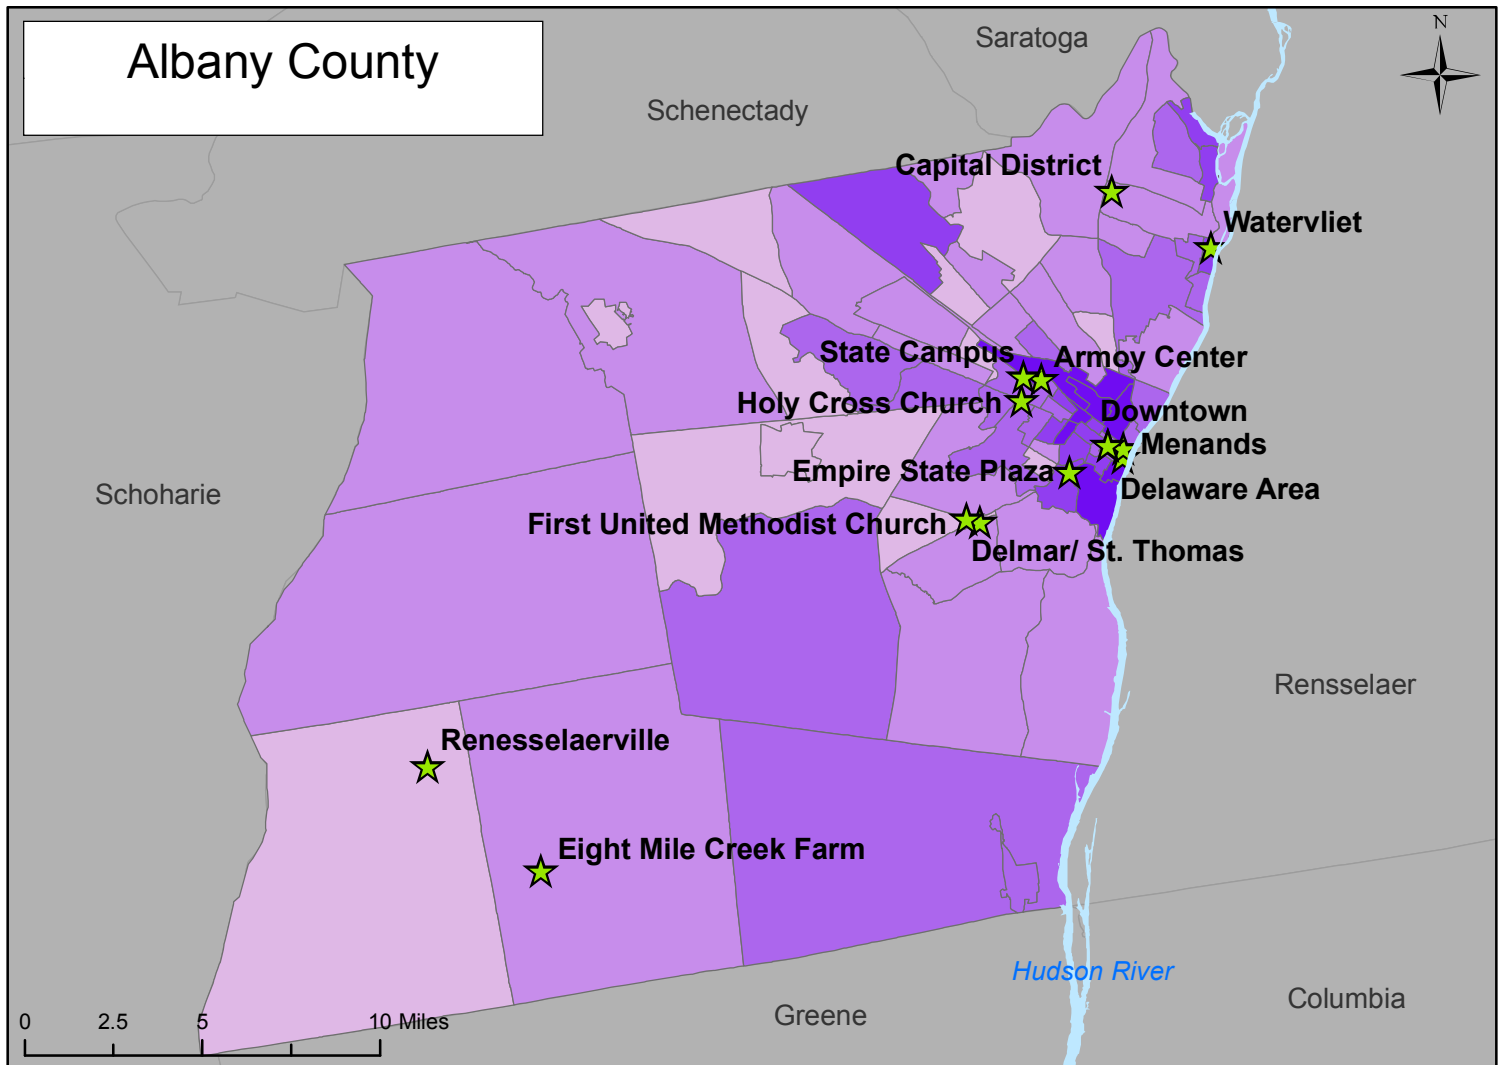 Albany County
Saratoga
N
Schenectady
Capital District
Watervliet
State Campus
Armoy Center
Holy Cross Church
Downtown
Menands
Empire State Plaza
Delaware Area
Schoharie
First United Methodist Church
Delmar/ St. Thomas
Rensselaer
Renesselaerville
Eight Mile Creek Farm
Hudson River
Columbia
Greene
0 2.5 5 10 Miles